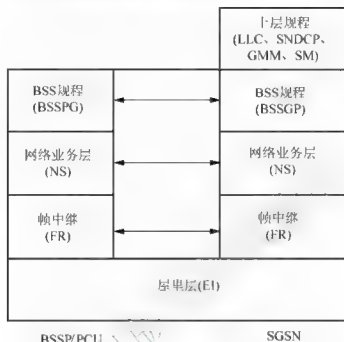 上层规程
(LLC、SNDCP、
GMM、SM)
BSS规程
(BSSPG)
BSS规程
(BSSGP)
网络业务层
(NS)
网络业务层
(NS)
帧中继
(FR)
帧中继
(FR)
(E1)
BSSP/PCU
SGSN